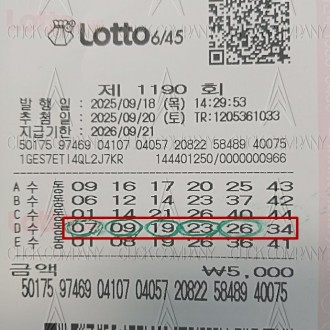 Lotto 6/45
제 1190 회
발 행 일 : 2025/09/18 (목) 14:29:53
추 첨 일 : 2025/09/20 (토) TR:1205361033
지급기한 : 2026/09/21
50175 97469 04107 04057 20822 58489 40075
1GES7ETI4QL2J7KR 144401250/0000000966
A 수동 09 16 17 20 25 43
B 수동 06 12 14 23 37 42
C 수동 01 14 21 26 40 44
D 수동 07 09 19 23 26 34
E 수동 01 08 19 26 36 41
금액 ₩5,000
50175 97469 04107 04057 20822 58489 40075